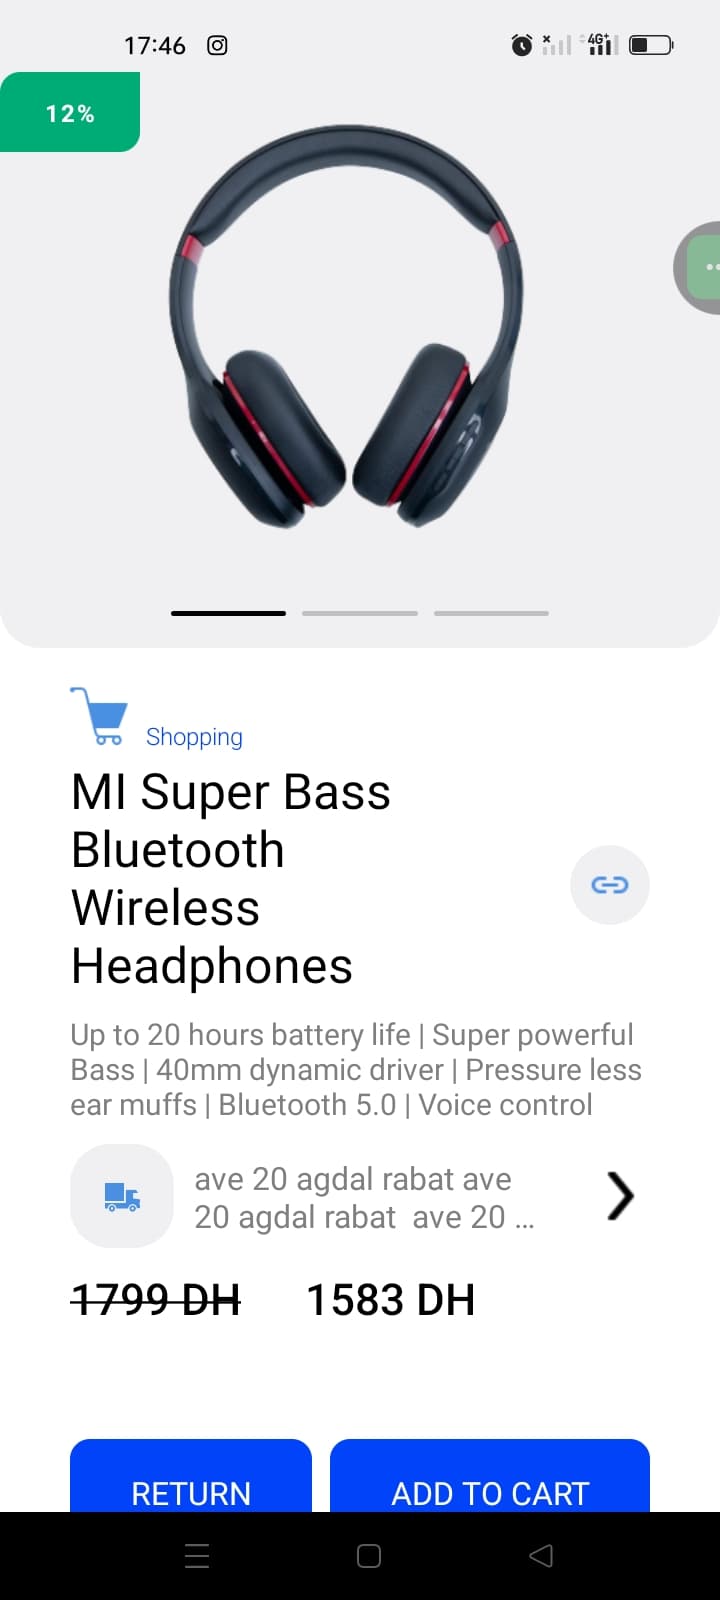 17:46
4G+
12%
Shopping
MI Super Bass
Bluetooth
Wireless
Headphones
Up to 20 hours battery life | Super powerful
Bass | 40mm dynamic driver | Pressure less
ear muffs | Bluetooth 5.0 | Voice control
ave 20 agdal rabat ave
20 agdal rabat  ave 20 ...
1799 DH 1583 DH
RETURN ADD TO CART